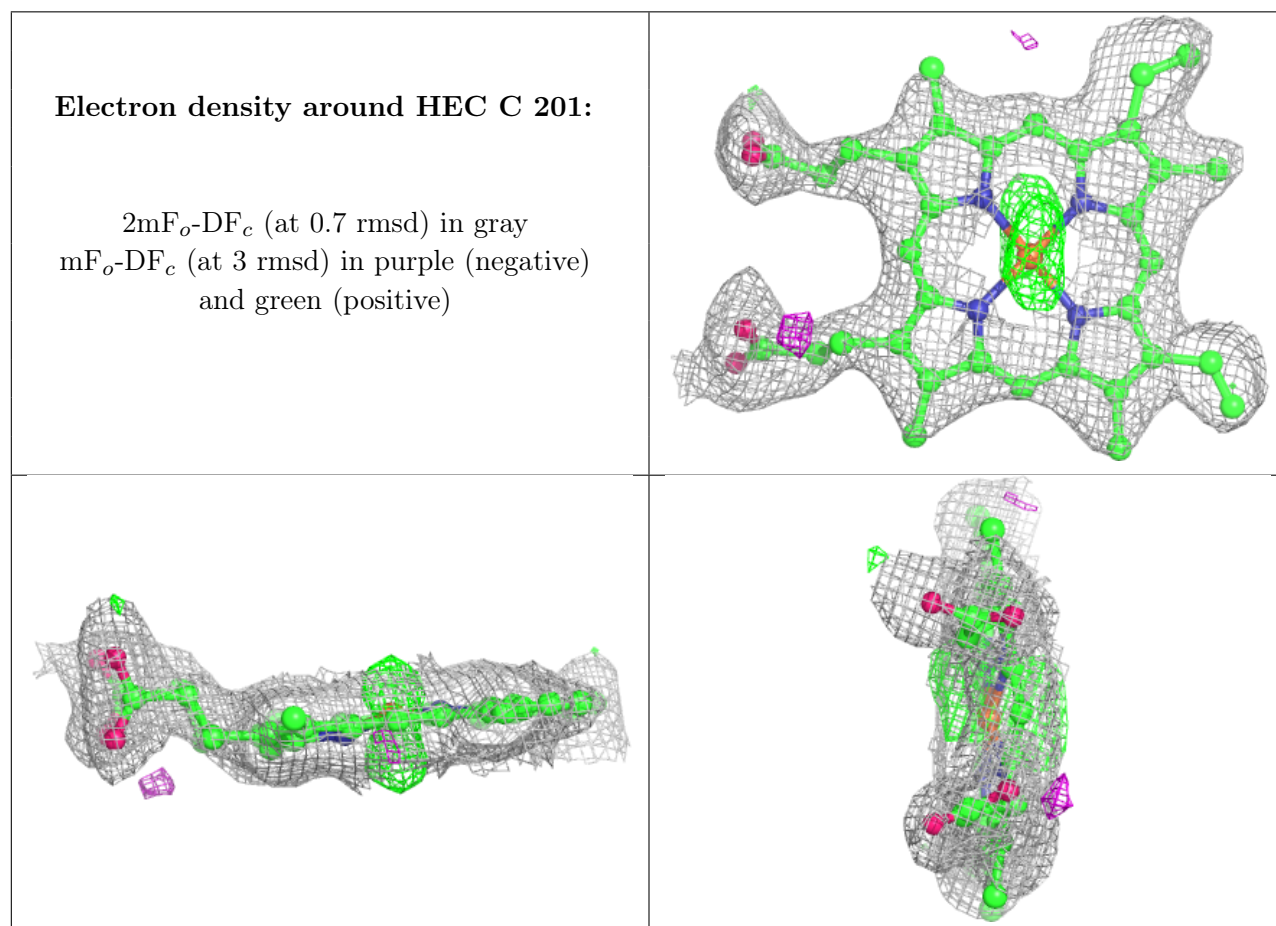 Electron density around HEC C 201:
2mFo-DFc (at 0.7 rmsd) in gray
mFo-DFc (at 3 rmsd) in purple (negative)
and green (positive)